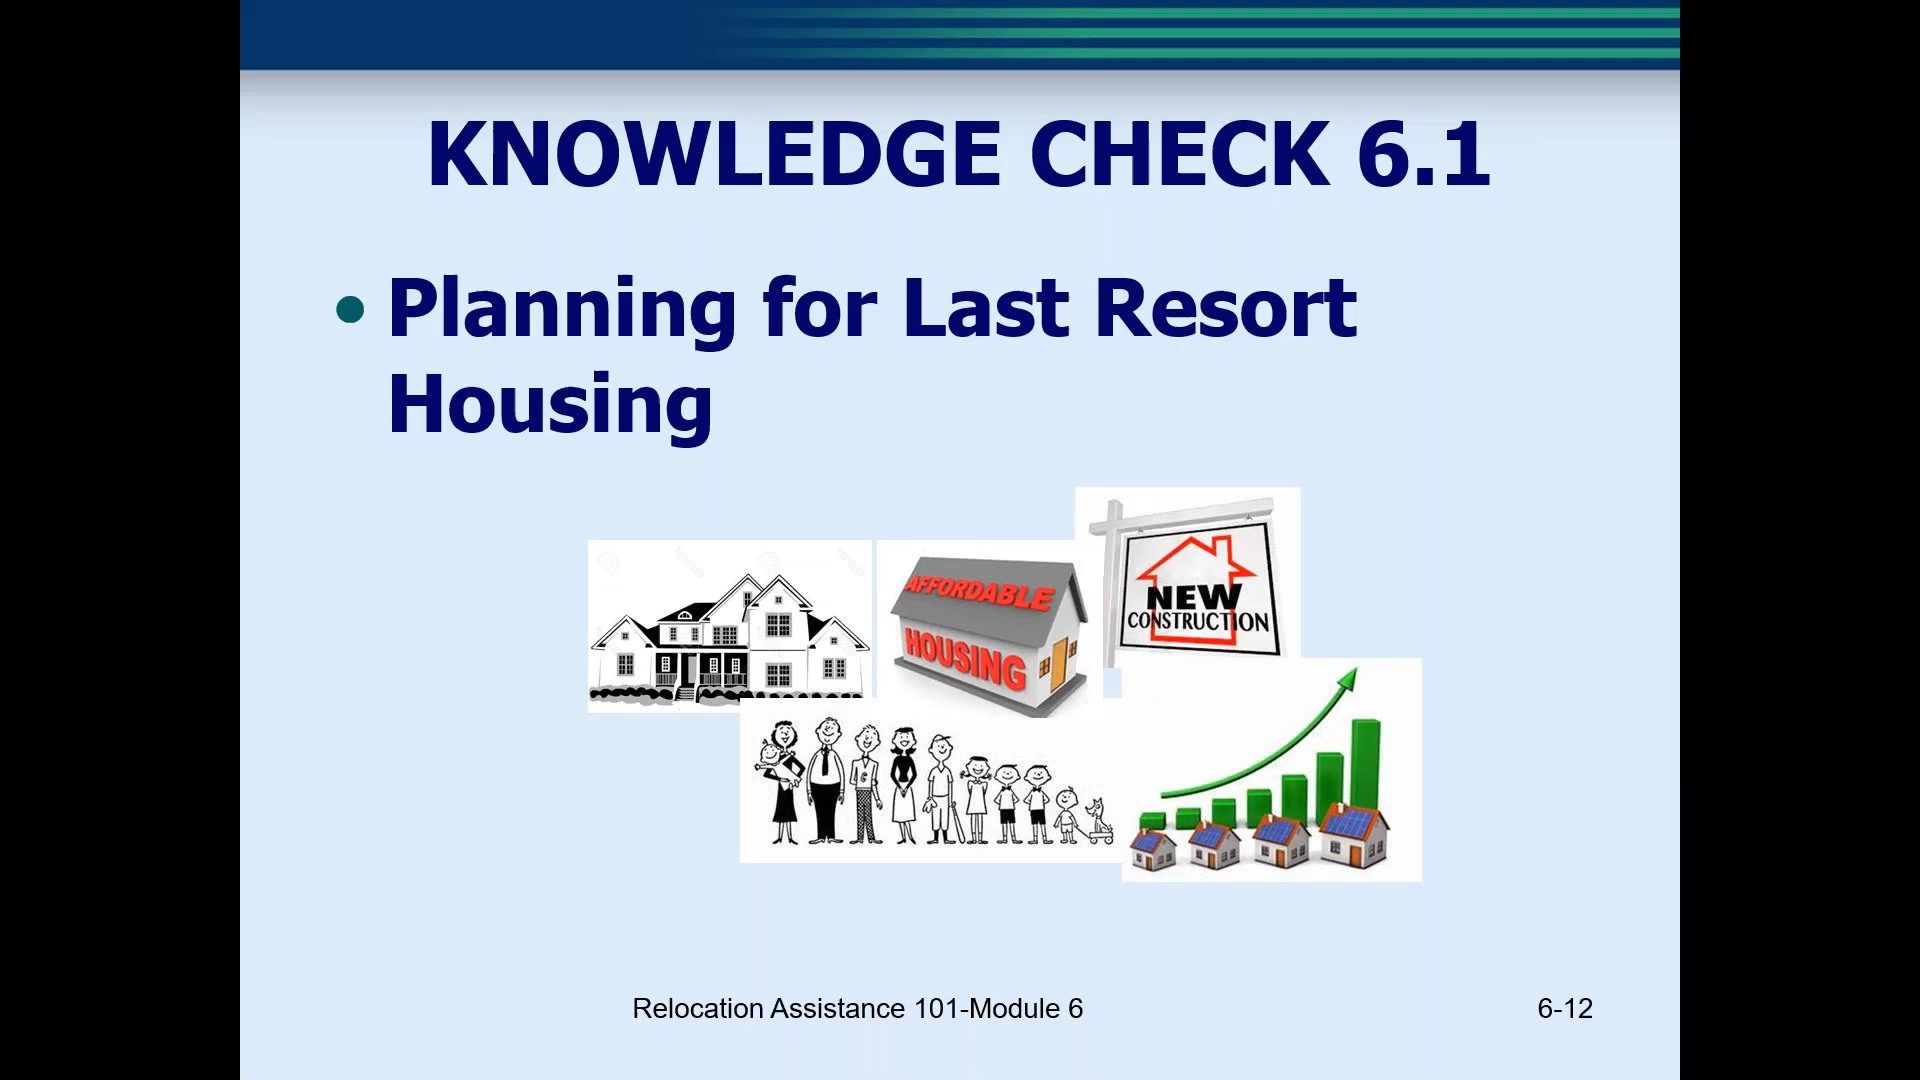 KNOWLEDGE CHECK 6.1
• Planning for Last Resort
Housing
AFFORDABLE
HOUSING
NEW
CONSTRUCTION
Relocation Assistance 101-Module 6
6-12